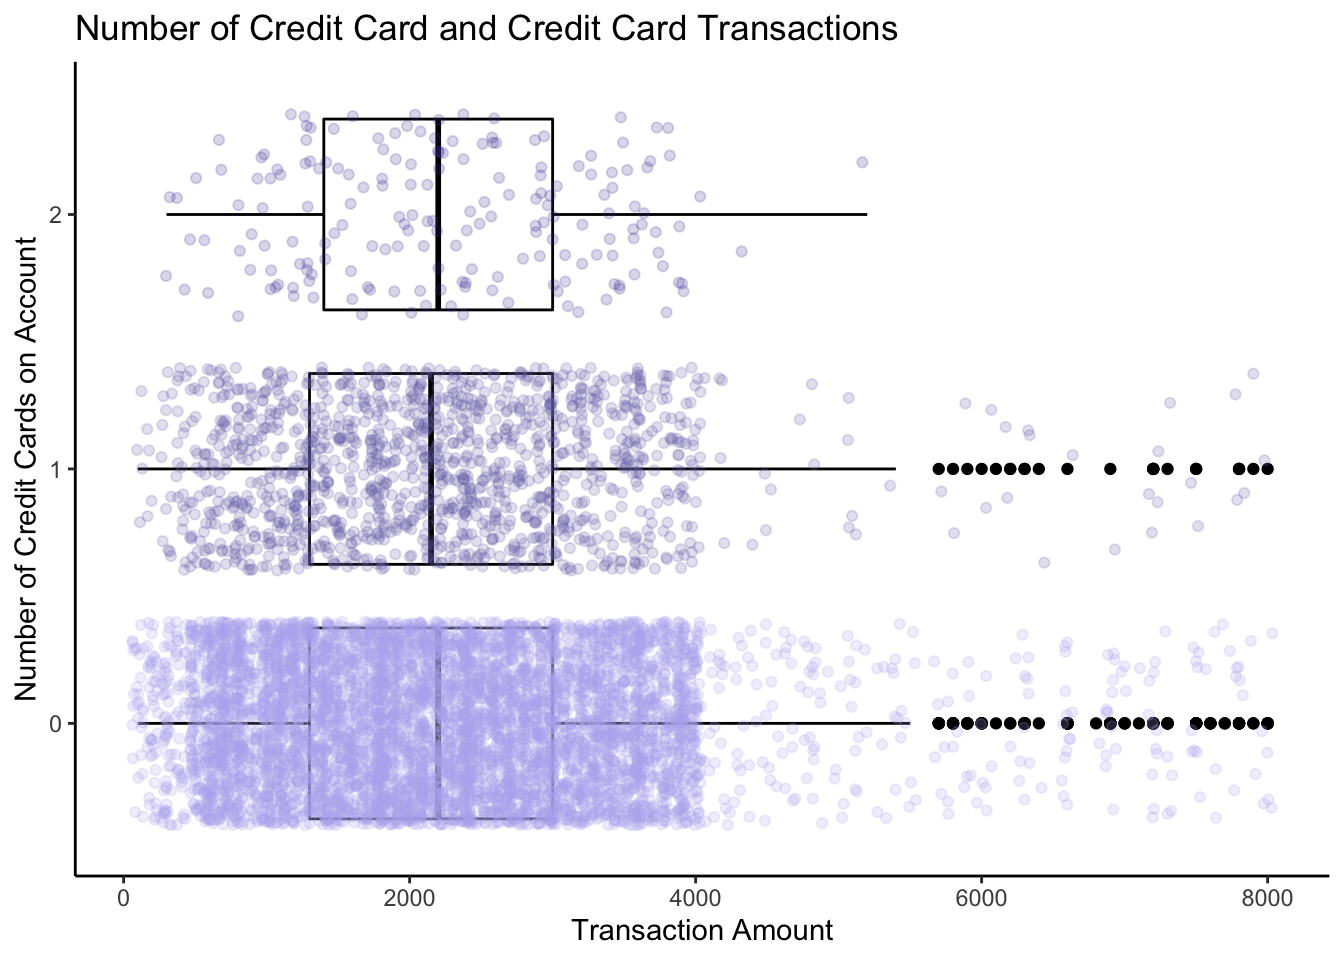 Number of Credit Card and Credit Card Transactions
Number of Credit Cards on Account
2
1
0
0
2000
4000
6000
8000
Transaction Amount